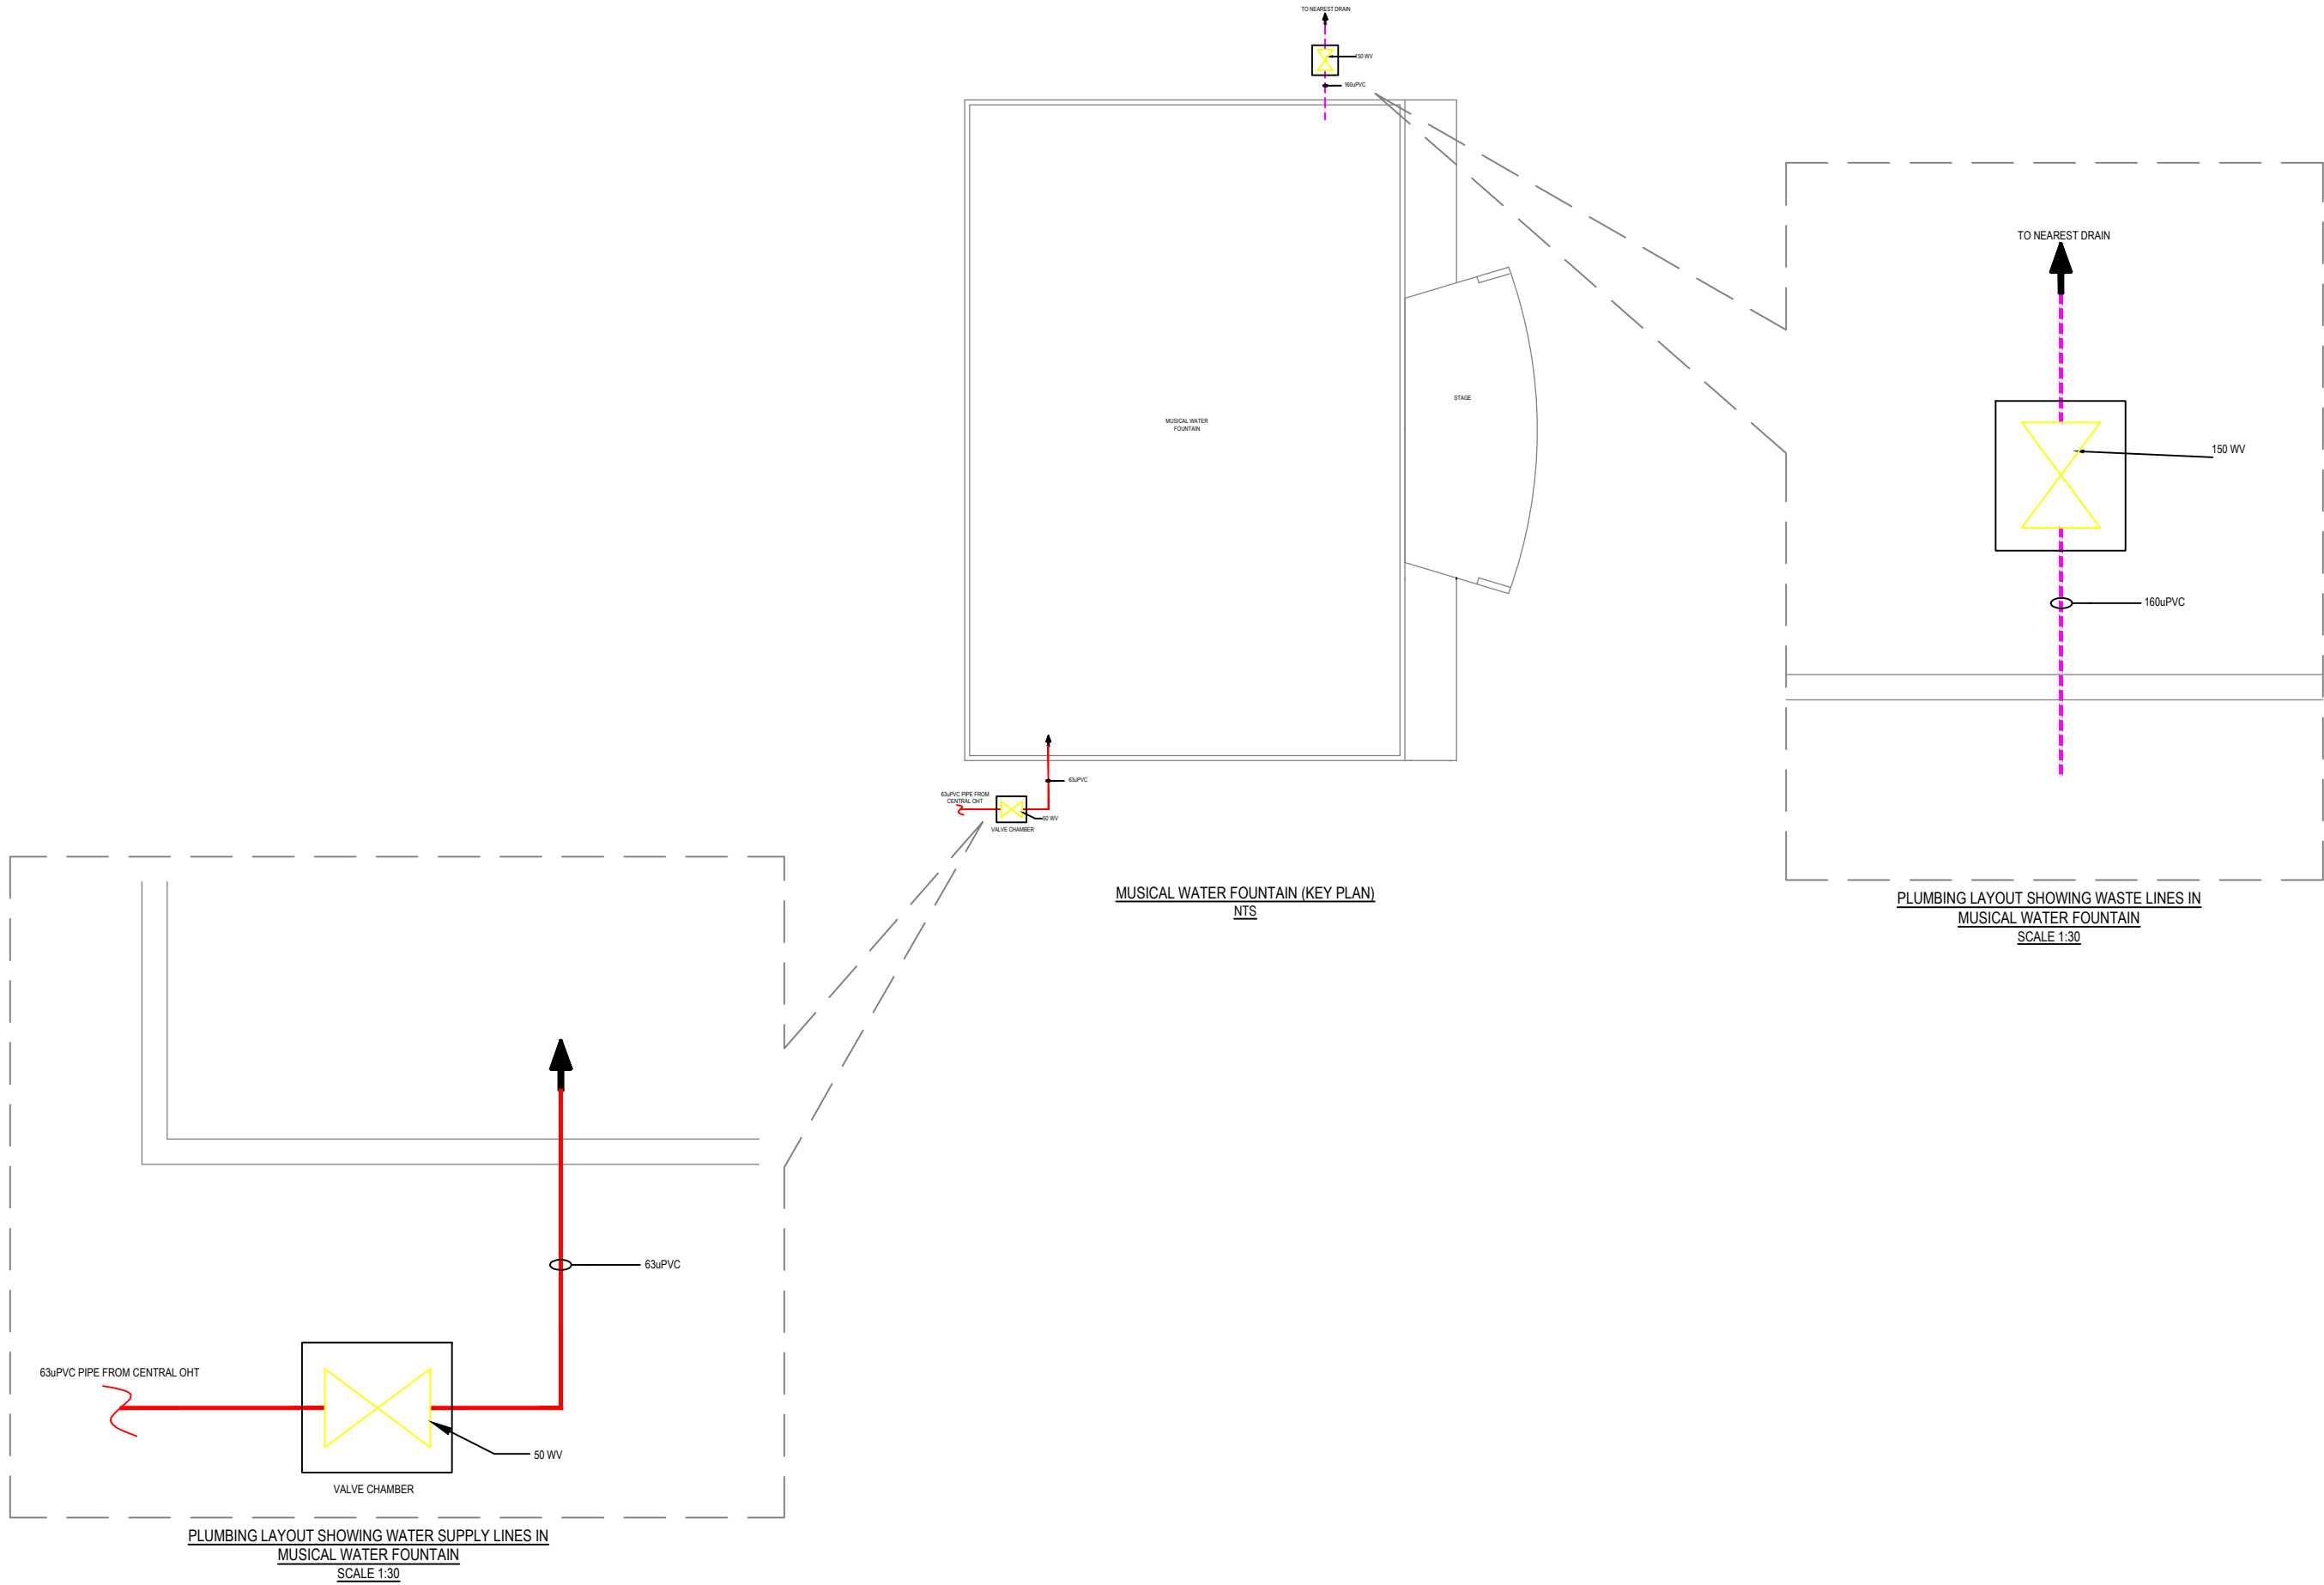 TO NEAREST DRAIN
150 WV
160uPVC
MUSICAL WATER
FOUNTAIN
STAGE
63uPVC
63uPVC PIPE FROM
CENTRAL OHT
50 WV
VALVE CHAMBER
MUSICAL WATER FOUNTAIN (KEY PLAN)
NTS
TO NEAREST DRAIN
150 WV
160uPVC
PLUMBING LAYOUT SHOWING WASTE LINES IN
MUSICAL WATER FOUNTAIN
SCALE 1:30
63uPVC
63uPVC PIPE FROM CENTRAL OHT
50 WV
VALVE CHAMBER
PLUMBING LAYOUT SHOWING WATER SUPPLY LINES IN
MUSICAL WATER FOUNTAIN
SCALE 1:30